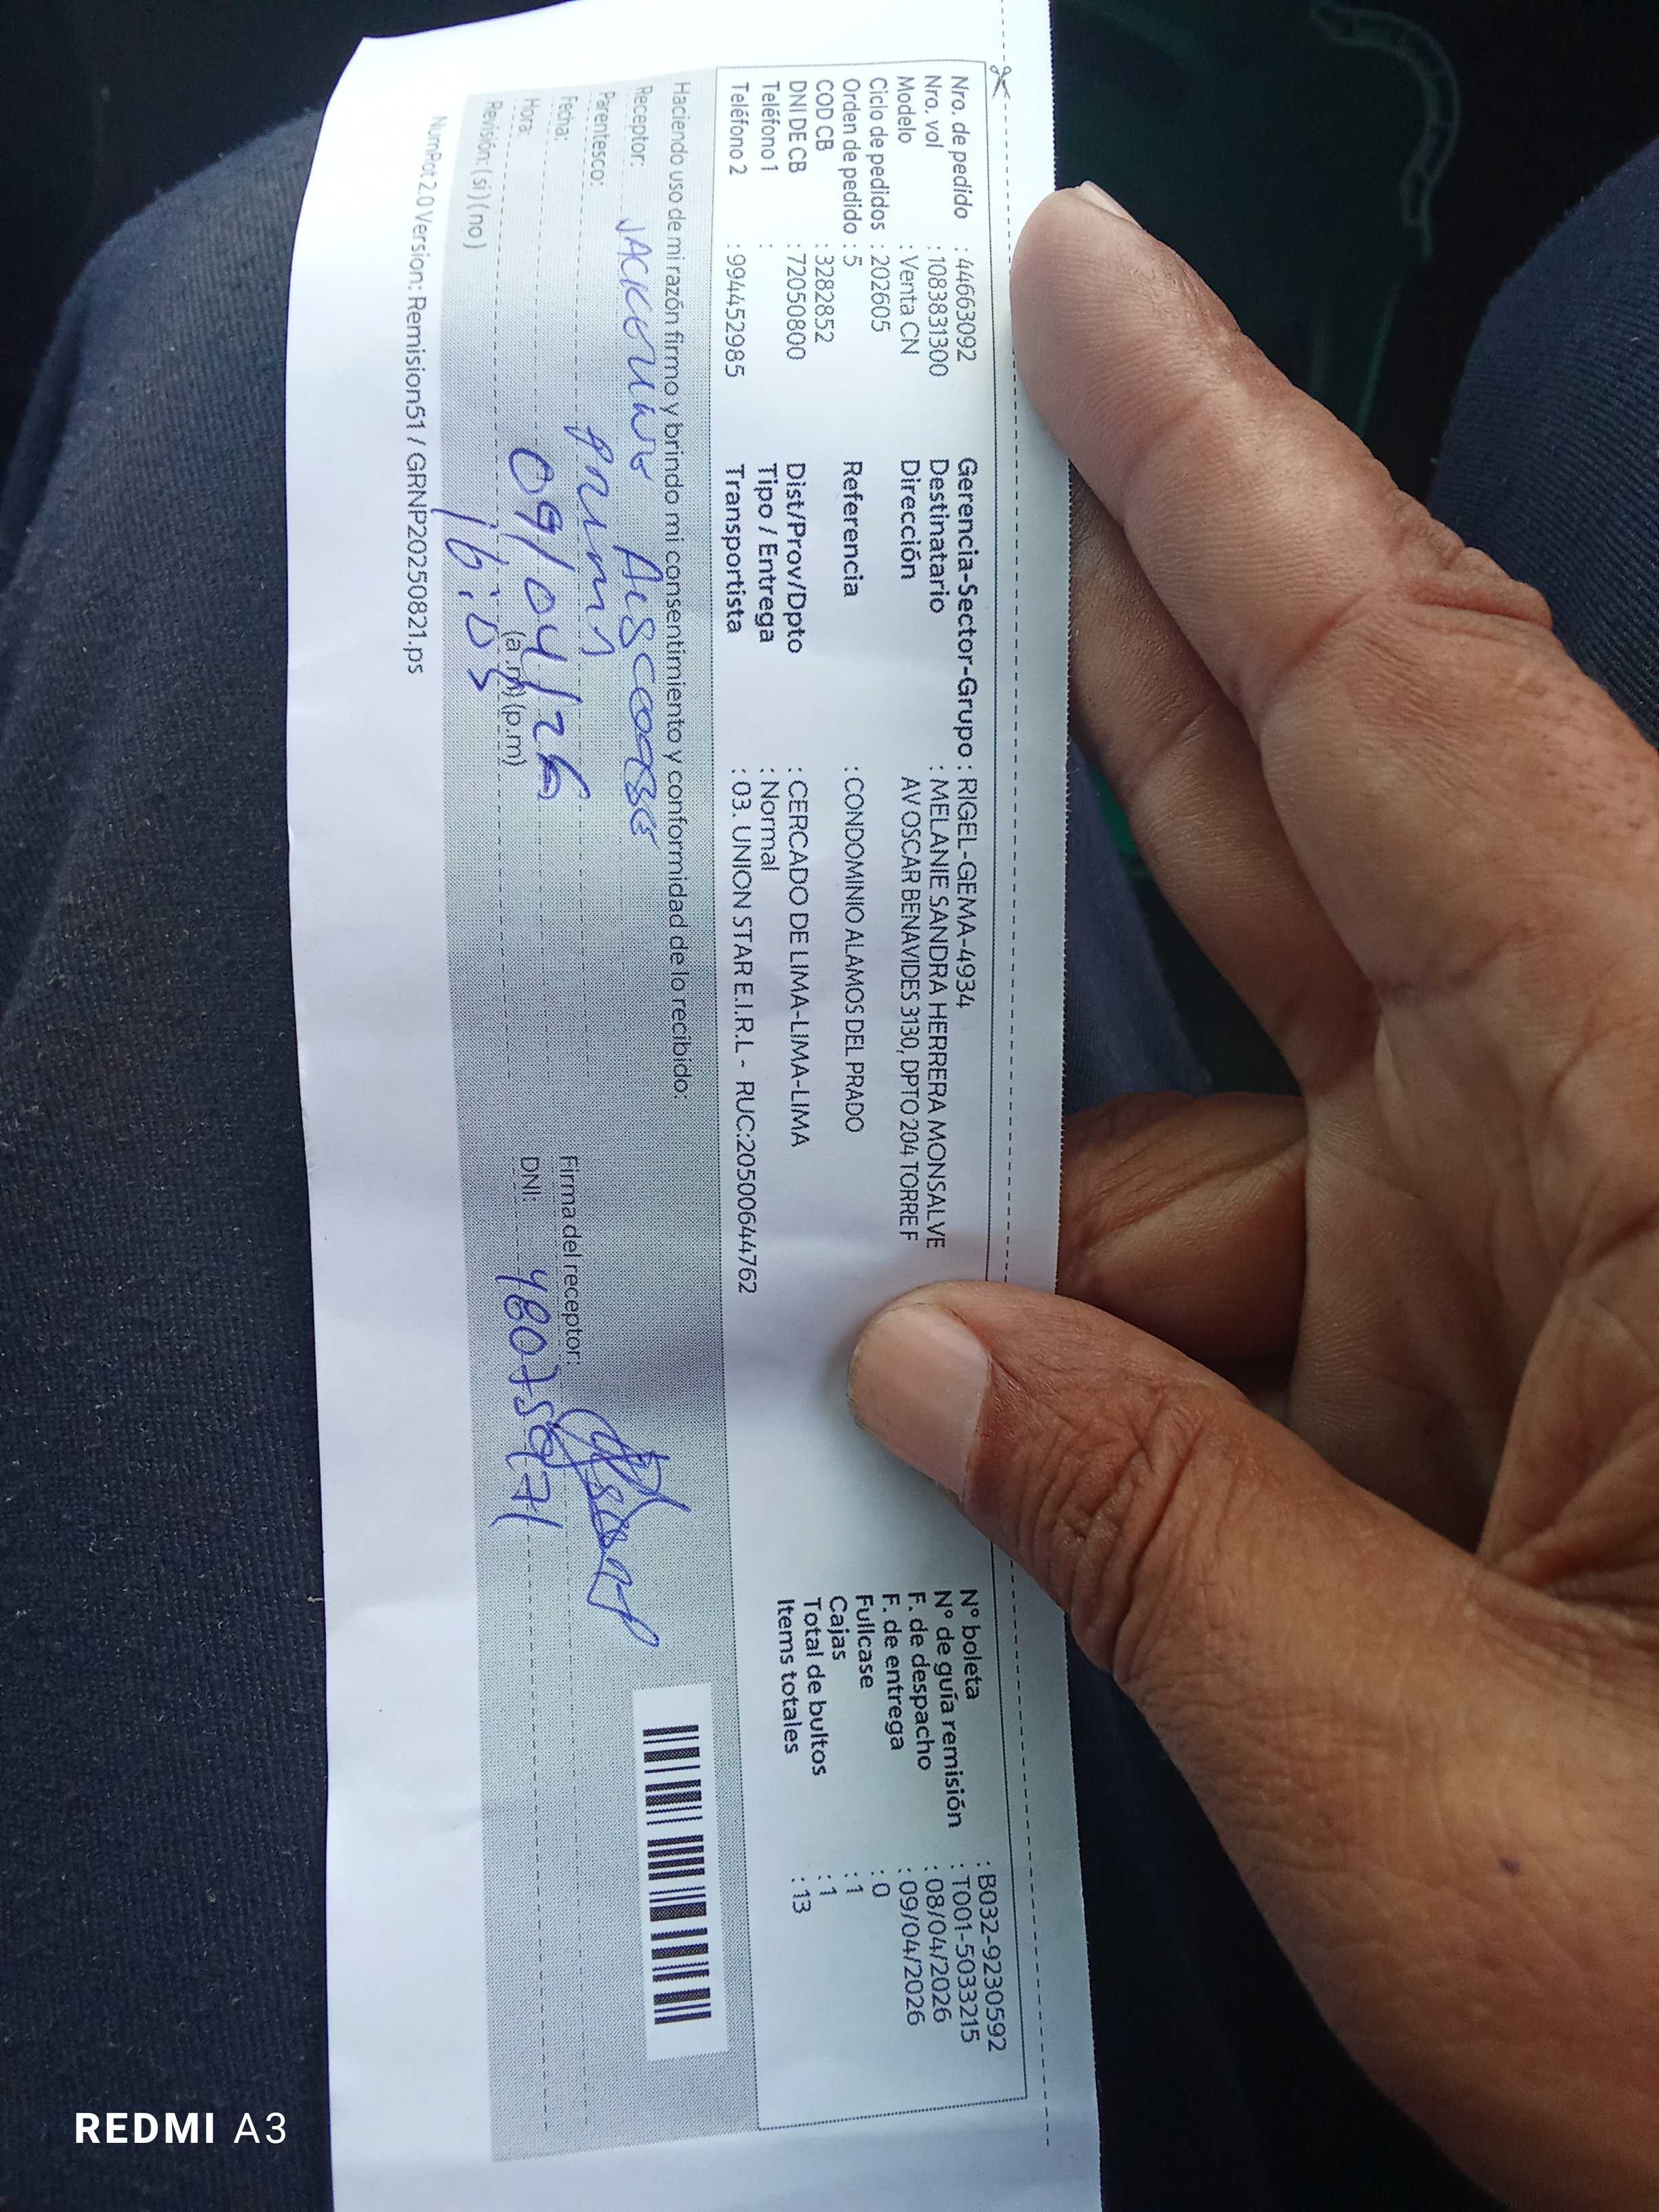 Nro. de pedido : 44663092
Nro. vol : 1083831300
Modelo : Venta CN
Ciclo de pedidos : 202605
Orden de pedido : 5
COD CB : 3282852
DNI DE CB : 72050800
Teléfono 1 :
Teléfono 2 : 994452985
Gerencia-Sector-Grupo : RIGEL-GEMA-4934
Destinatario : MELANIE SANDRA HERRERA MONSALVE
Dirección AV OSCAR BENAVIDES 3130, DPTO 204 TORRE F
Referencia : CONDOMINIO ALAMOS DEL PRADO
Dist/Prov/Dpto : CERCADO DE LIMA-LIMA-LIMA
Tipo / Entrega : Normal
Transportista : 03. UNION STAR E.I.R.L - RUC:20500644762
N° boleta : B032-9230592
N° de guía remisión : T001-5033215
F. de despacho : 08/04/2026
F. de entrega : 09/04/2026
Fullcase : 0
Cajas : 1
Total de bultos : 1
Items totales : 13
Haciendo uso de mi razón firmo y brindo mi consentimiento y conformidad de lo recibido:
Receptor:
Parentesco:
Fecha: 09/04/26
Hora: 16:05 (a.m) (p.m)
Revisión: (si) (no)
Firma del receptor:
DNI:
NumRot 2.0 Version: Remision51 / GRNP20250821.ps
REDMI A3